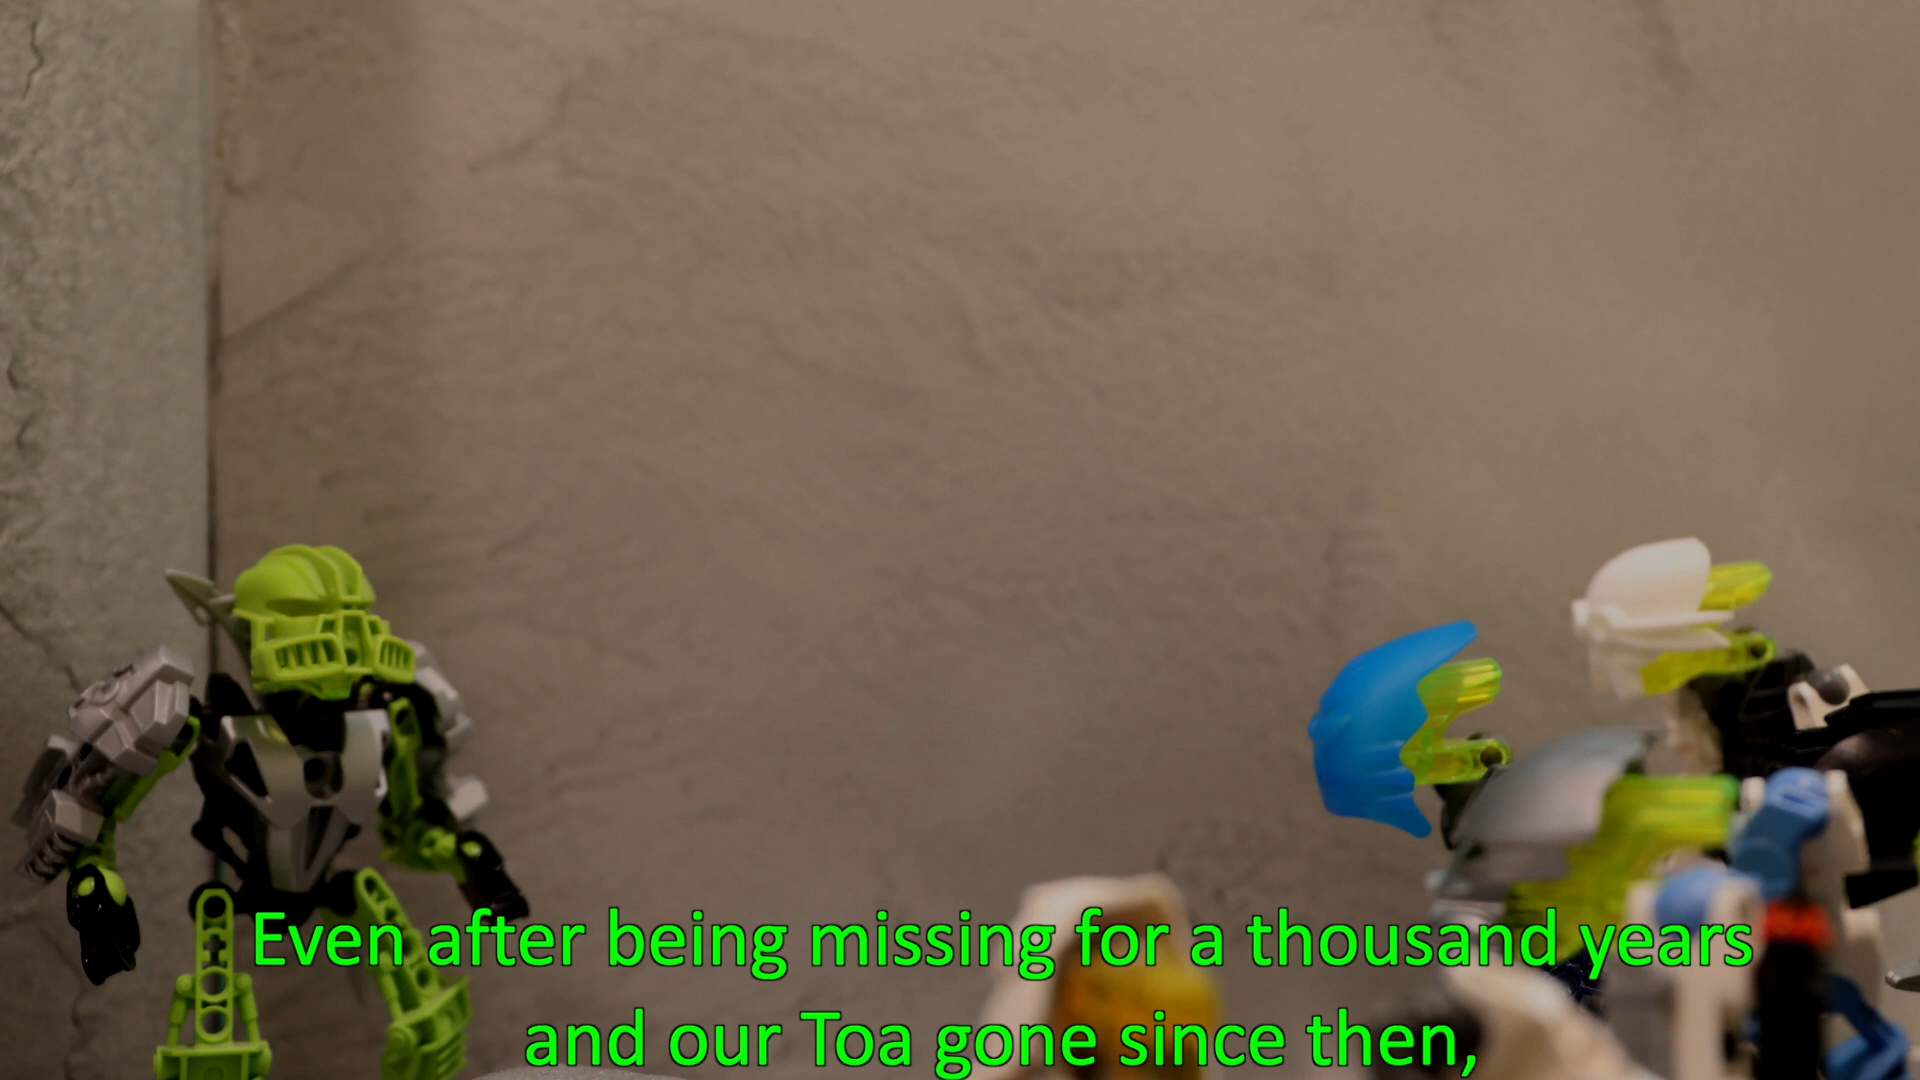 Even after being missing for a thousand years
and our Toa gone since then,